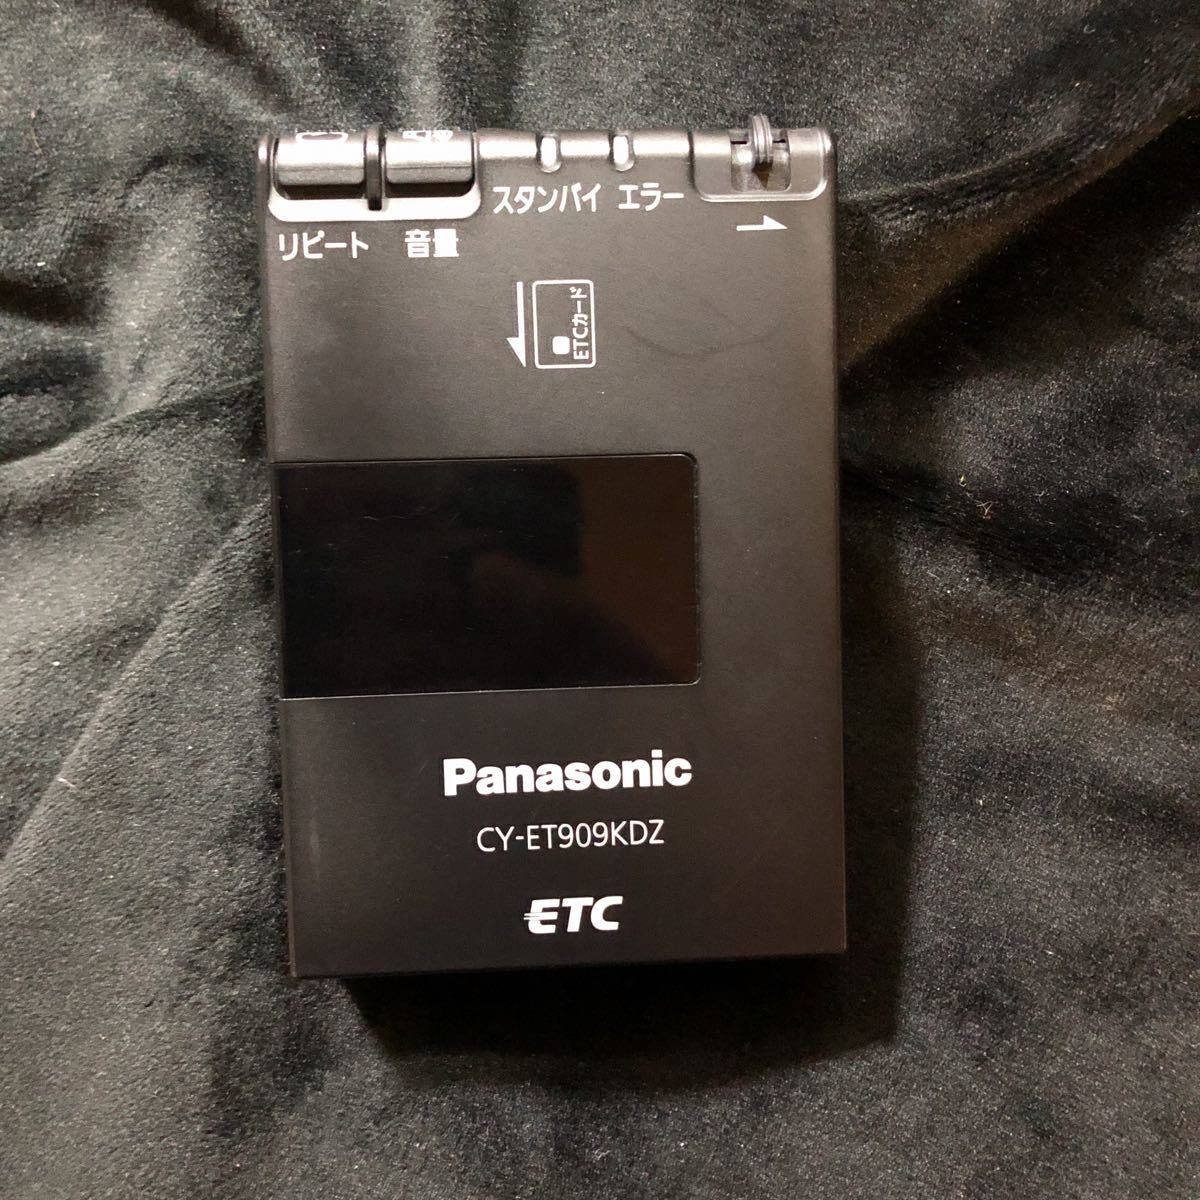 スタンバイ エラー
リピート 音量
ETCカード
Panasonic
CY-ET909KDZ
ETC